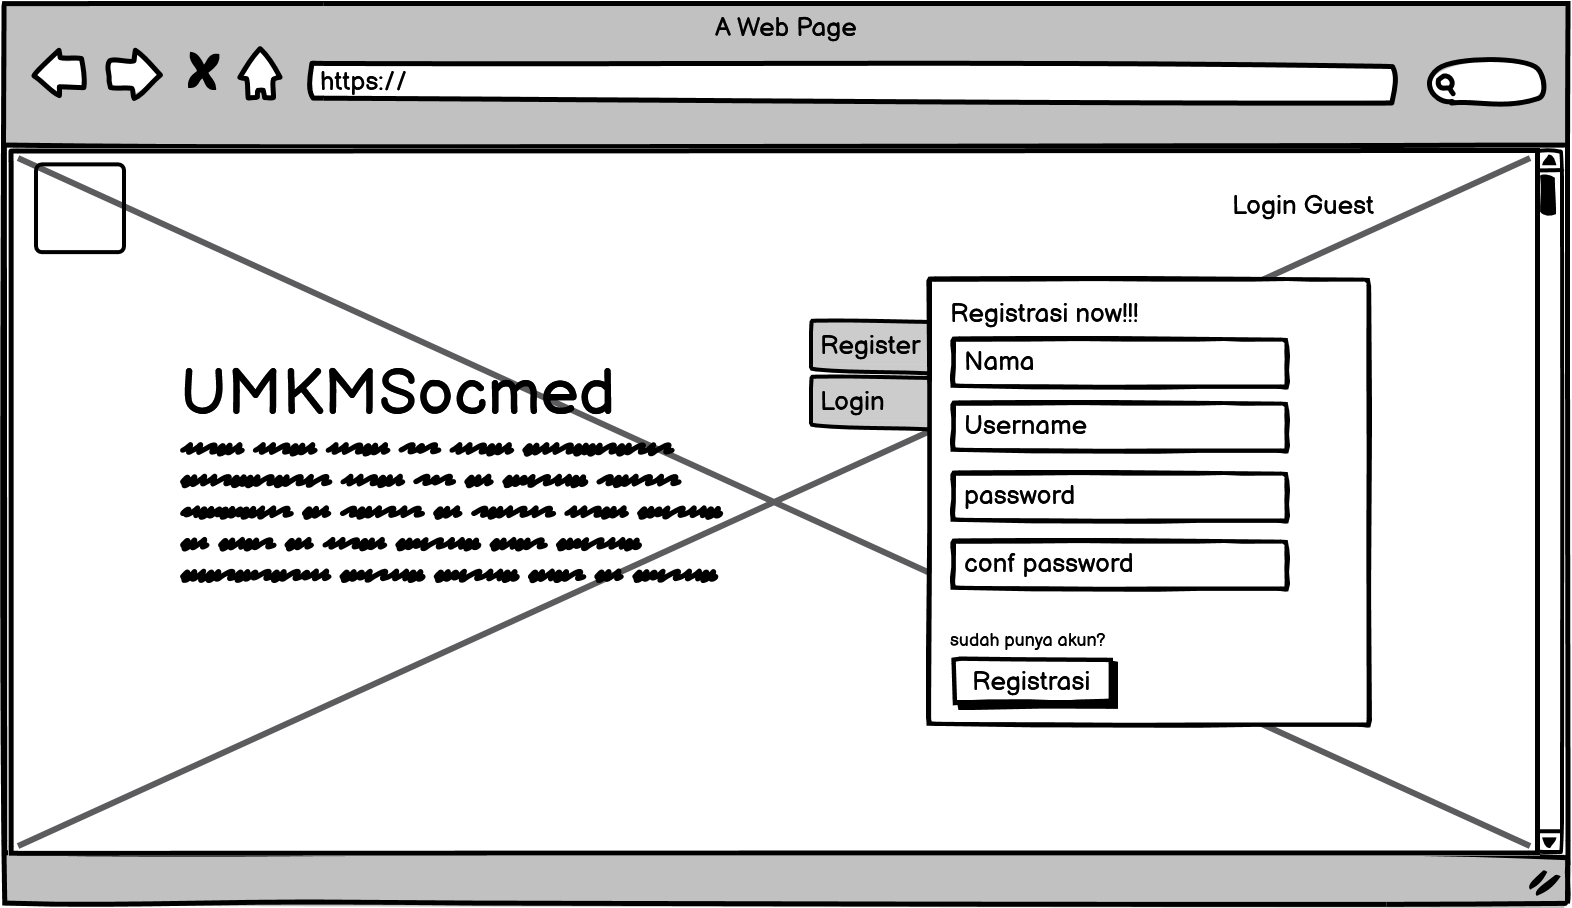 A Web Page
https://
Login Guest
Registrasi now!!!
Register
Nama
UMKMSocmed
Login
Username
password
conf password
sudah punya akun?
Registrasi